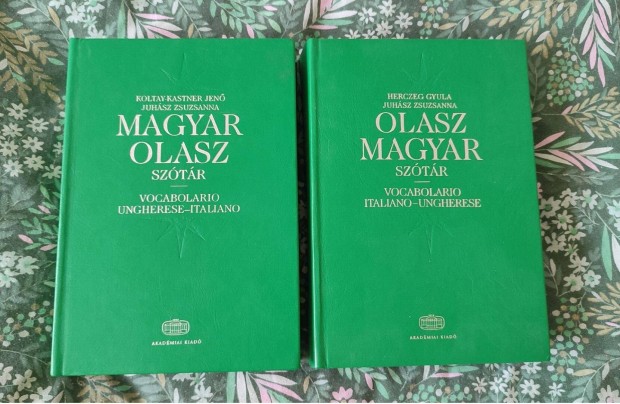 KOLTAY-KASTNER JENŐ
JUHÁSZ ZSUZSANNA
MAGYAR
OLASZ
SZÓTÁR
VOCABOLARIO
UNGHERESE–ITALIANO
AKADÉMIAI KIADÓ
HERCZEG GYULA
JUHÁSZ ZSUZSANNA
OLASZ
MAGYAR
SZÓTÁR
VOCABOLARIO
ITALIANO–UNGHERESE
AKADÉMIAI KIADÓ